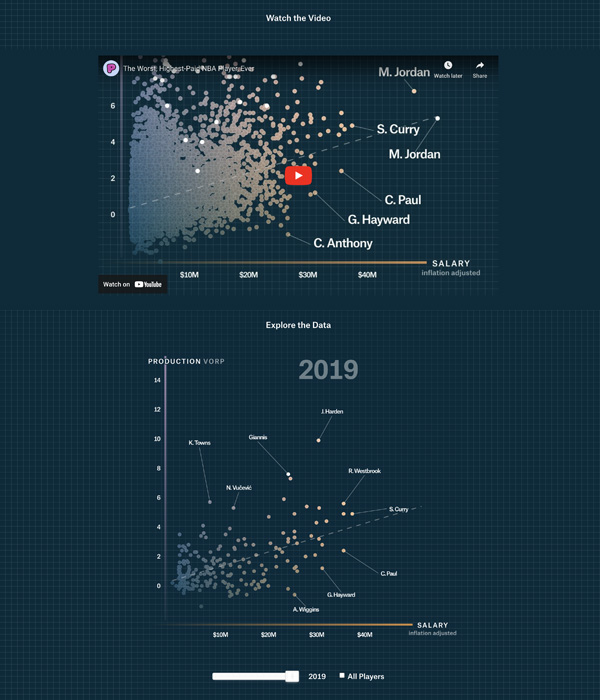 Watch the Video
The Worst Highest-Paid NBA Player Ever
Watch later
Share
M. Jordan
6
S. Curry
4
M. Jordan
2
C. Paul
0
G. Hayward
C. Anthony
SALARY
inflation adjusted
$10M $20M $30M $40M
Watch on YouTube
Explore the Data
PRODUCTION VORP
2019
14
12
J. Harden
10
Giannis
K. Towns
8
R. Westbrook
N. Vučević
6
S. Curry
4
2
C. Paul
0
G. Hayward
A. Wiggins
SALARY
inflation adjusted
$10M $20M $30M $40M
2019 All Players